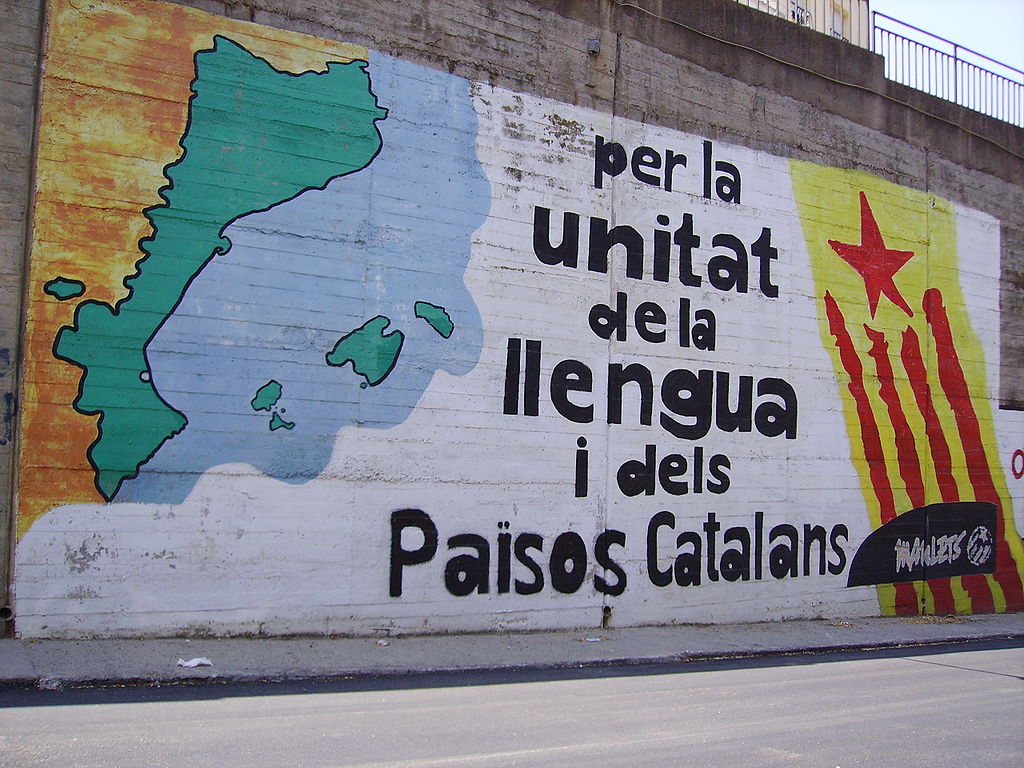 per la
unitat
de la
llengua
i dels
Països Catalans
MAULETS